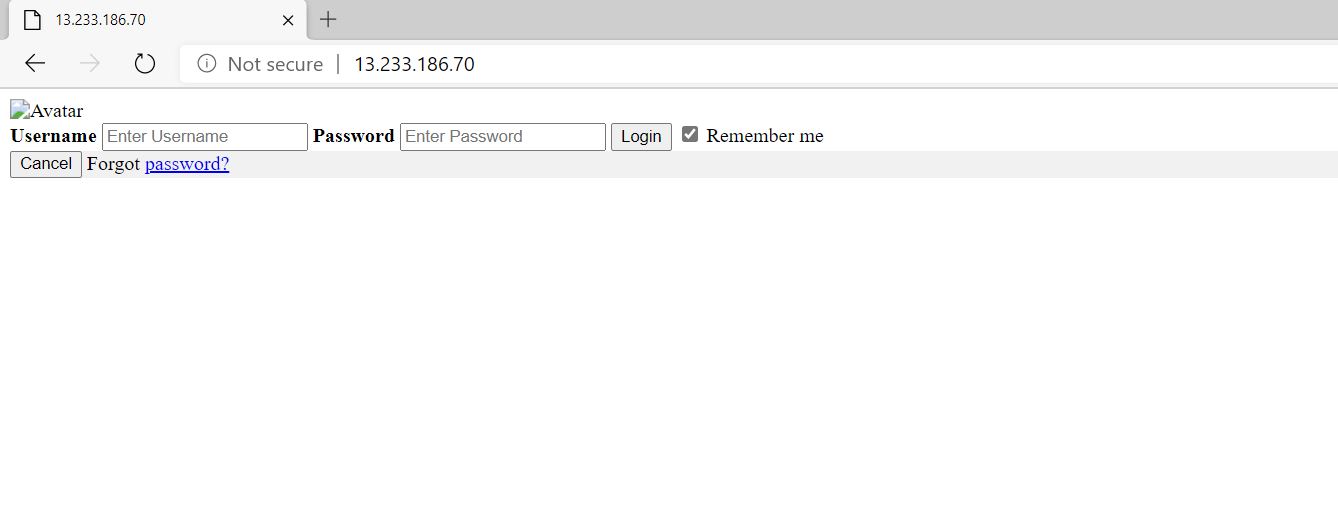 13.233.186.70
Not secure | 13.233.186.70
Avatar
Username Enter Username Password Enter Password Login Remember me
Cancel Forgot password?